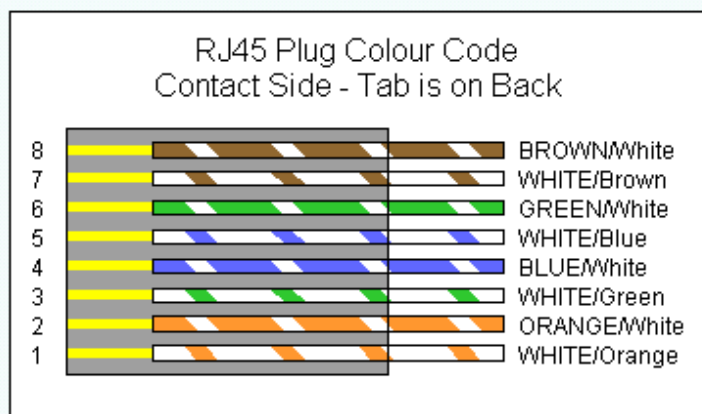 RJ45 Plug Colour Code
Contact Side - Tab is on Back
8 BROWN/White
7 WHITE/Brown
6 GREEN/White
5 WHITE/Blue
4 BLUE/White
3 WHITE/Green
2 ORANGE/White
1 WHITE/Orange